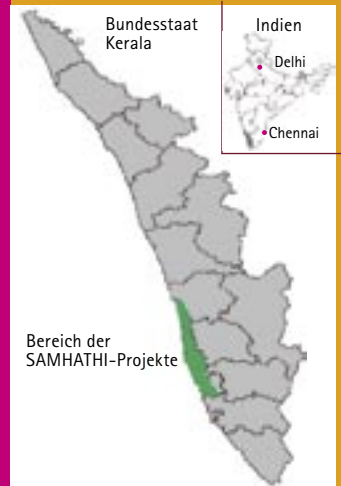 Bundesstaat
Kerala
Indien
Delhi
Chennai
Bereich der
SAMHATHI-Projekte